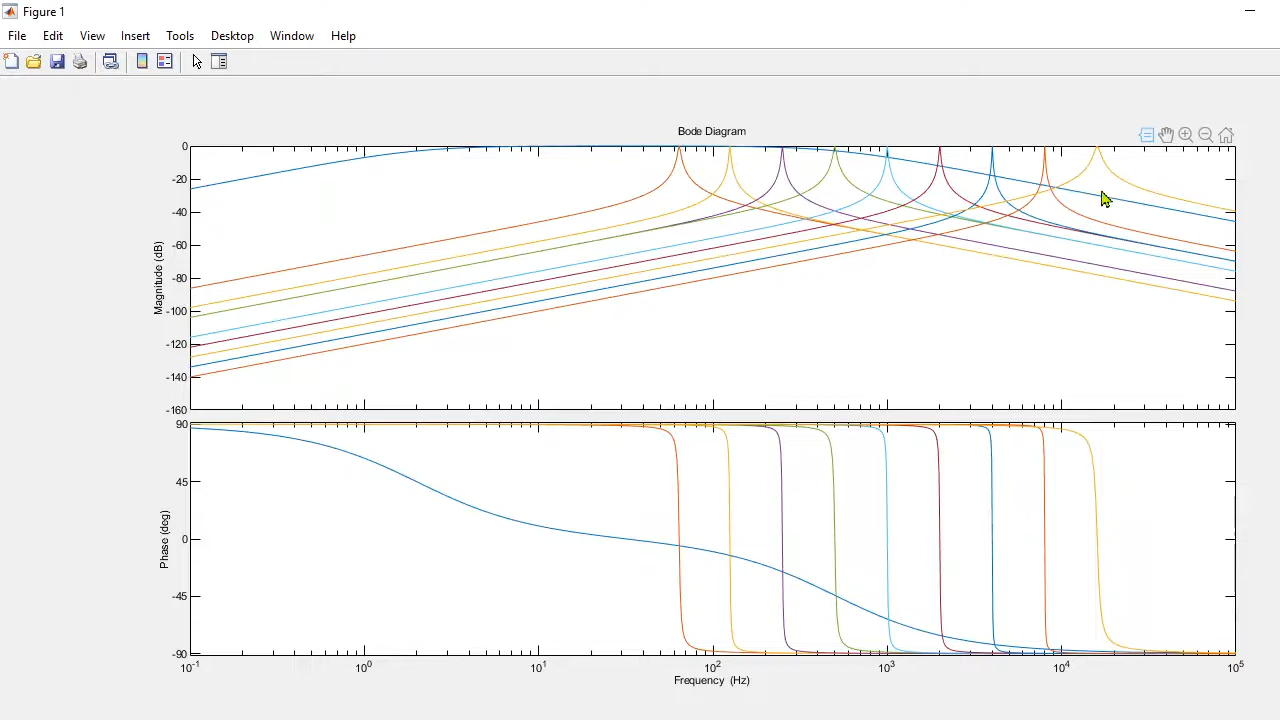 Figure 1
File Edit View Insert Tools Desktop Window Help
Bode Diagram
Magnitude (dB)
0
-20
-40
-60
-80
-100
-120
-140
-160
Phase (deg)
90
45
0
-45
-90
10-1 100 101 102 103 104 105
Frequency (Hz)